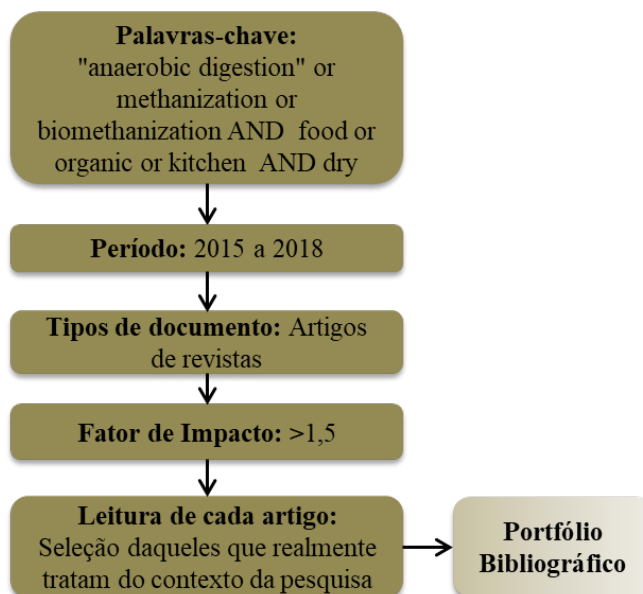 Palavras-chave:
"anaerobic digestion" or
methanization or
biomethanization AND food or
organic or kitchen AND dry
Período: 2015 a 2018
Tipos de documento: Artigos
de revistas
Fator de Impacto: >1,5
Leitura de cada artigo:
Seleção daqueles que realmente
tratam do contexto da pesquisa
Portfólio
Bibliográfico